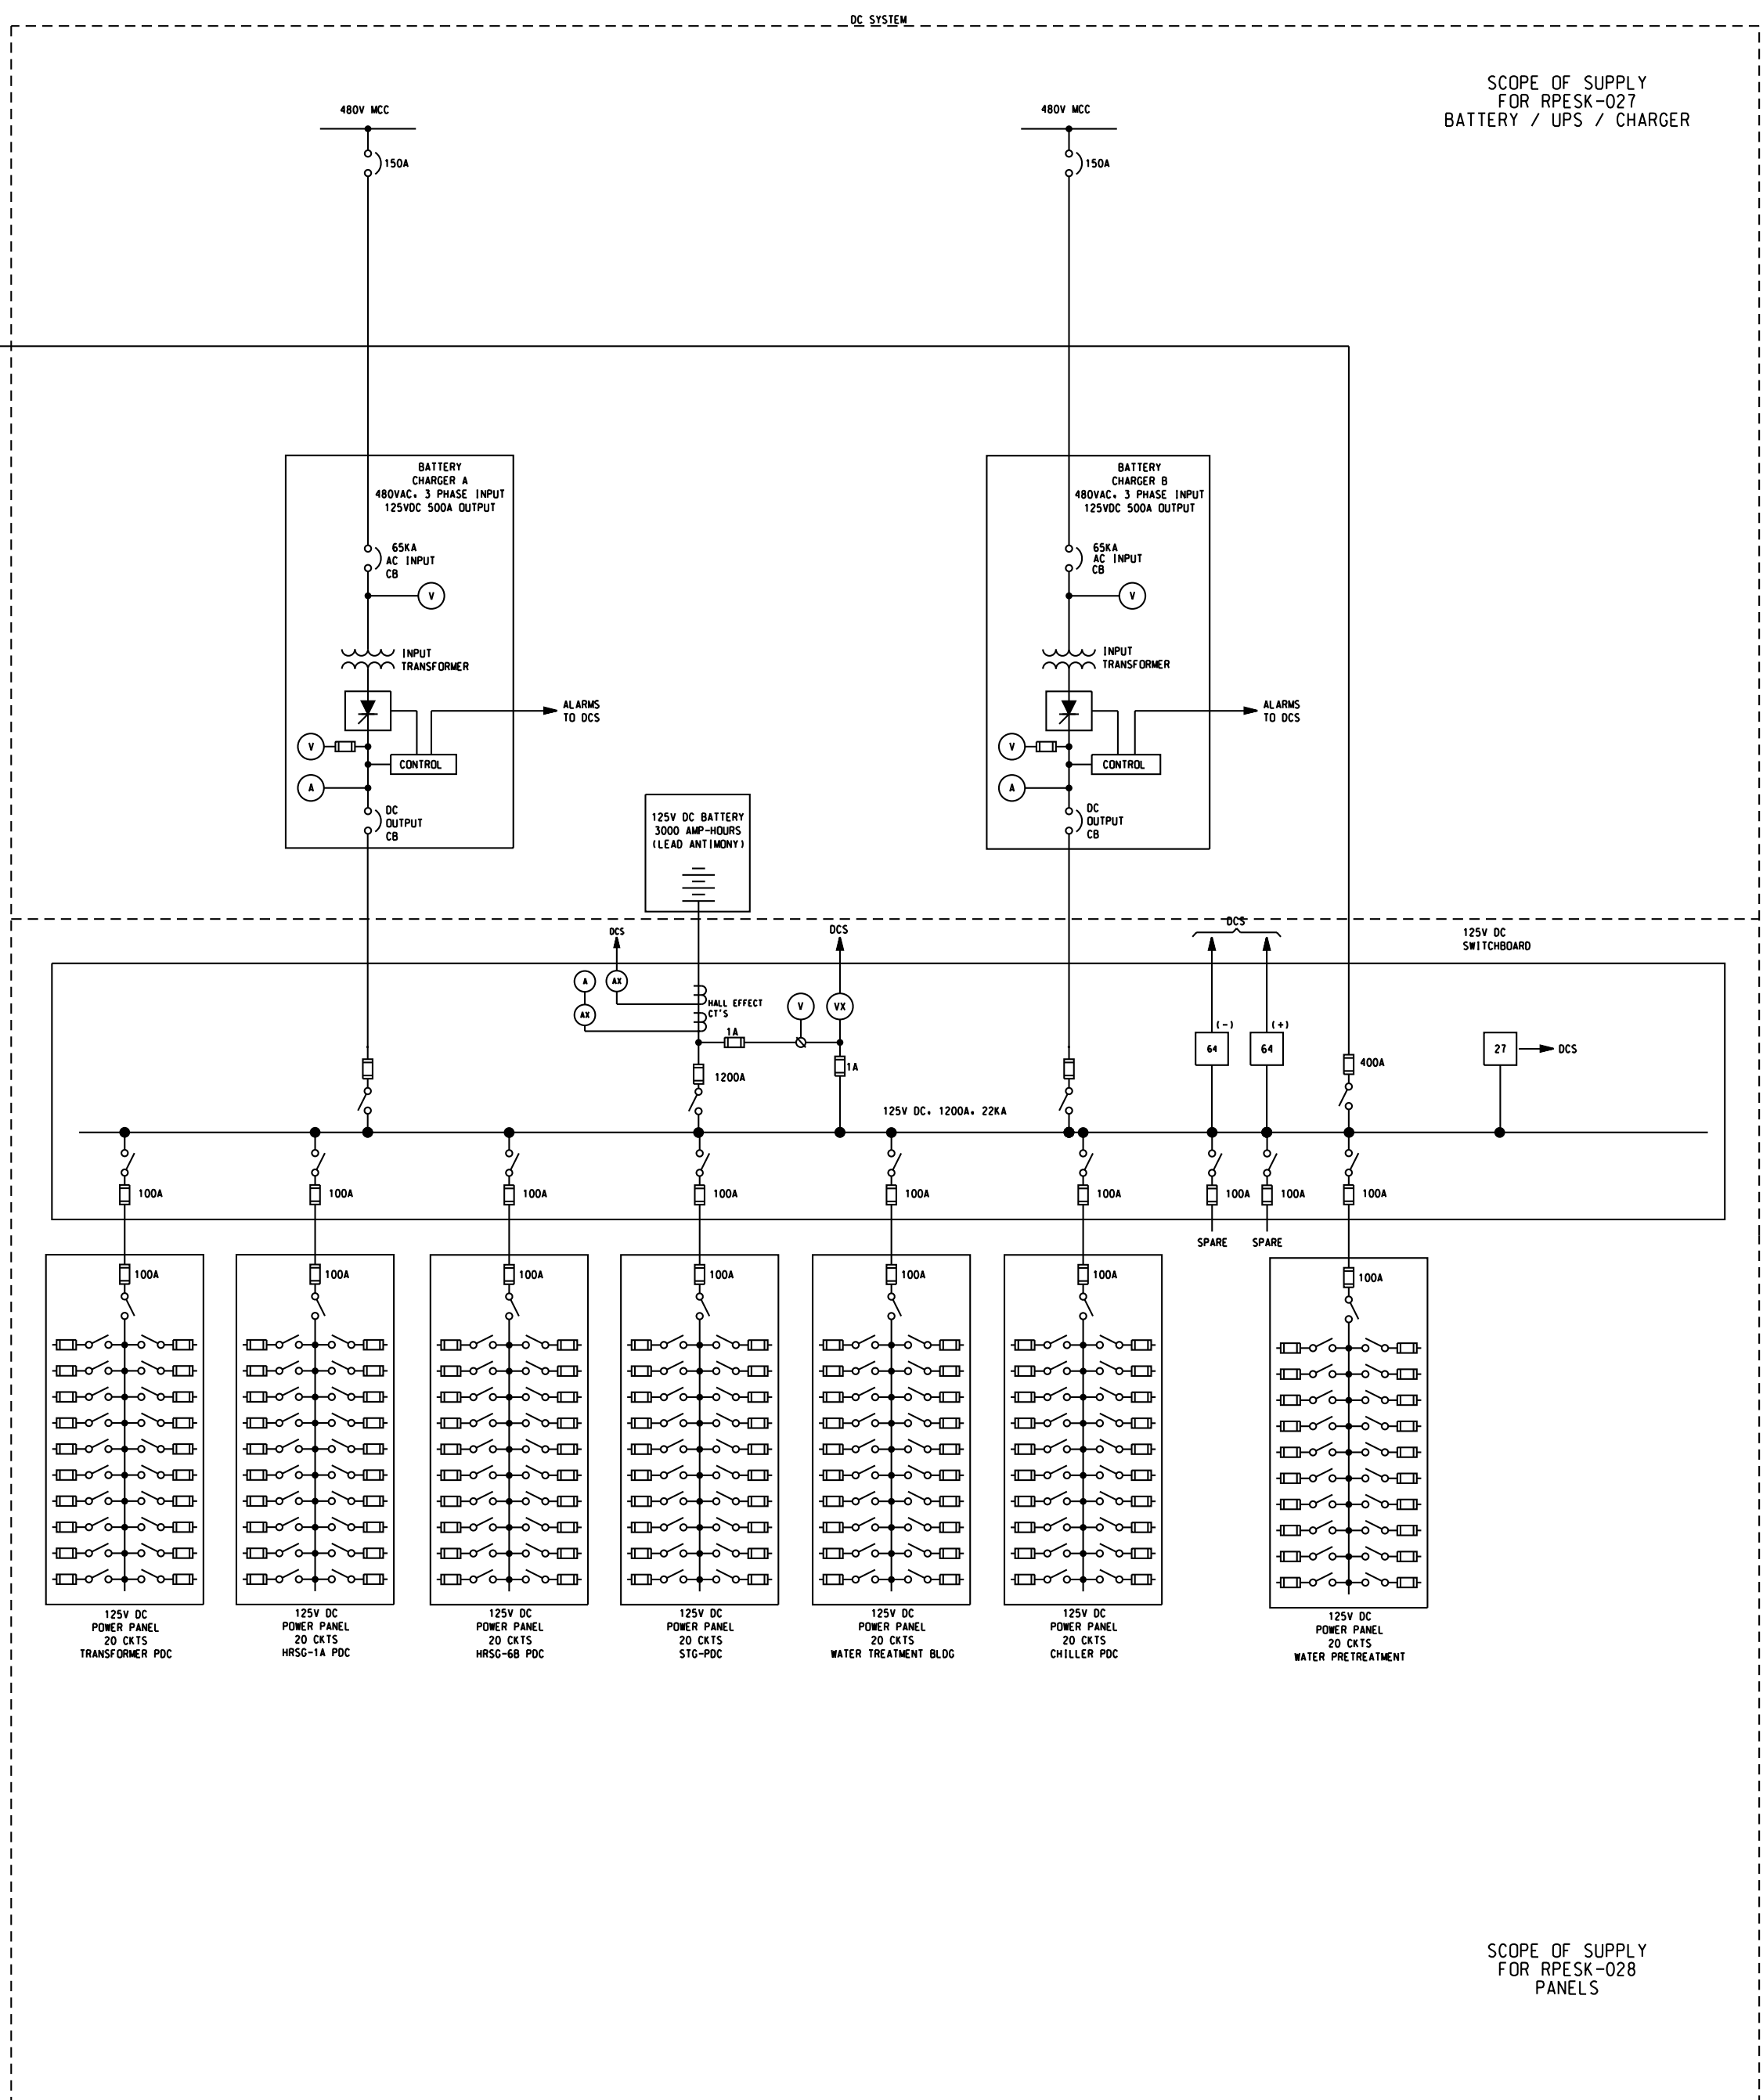 DC SYSTEM
SCOPE OF SUPPLY
FOR RPESK-027
BATTERY / UPS / CHARGER
480V MCC
150A
480V MCC
150A
BATTERY
CHARGER A
480VAC. 3 PHASE INPUT
125VDC 500A OUTPUT
65KA
AC INPUT
CB
V
INPUT
TRANSFORMER
ALARMS
TO DCS
V
CONTROL
A
DC
OUTPUT
CB
125V DC BATTERY
3000 AMP-HOURS
(LEAD ANTIMONY)
BATTERY
CHARGER B
480VAC. 3 PHASE INPUT
125VDC 500A OUTPUT
65KA
AC INPUT
CB
V
INPUT
TRANSFORMER
ALARMS
TO DCS
V
CONTROL
A
DC
OUTPUT
CB
DCS
DCS
DCS
125V DC
SWITCHBOARD
A
AX
AX
HALL EFFECT
CT'S
V
VX
1A
1A
1200A
(-)
(+)
64
64
400A
27
DCS
125V DC. 1200A. 22KA
100A
100A
100A
100A
100A
100A
100A
100A
100A
SPARE
SPARE
100A
100A
100A
100A
100A
100A
100A
125V DC
POWER PANEL
20 CKTS
TRANSFORMER PDC
125V DC
POWER PANEL
20 CKTS
HRSG-1A PDC
125V DC
POWER PANEL
20 CKTS
HRSG-6B PDC
125V DC
POWER PANEL
20 CKTS
STG-PDC
125V DC
POWER PANEL
20 CKTS
WATER TREATMENT BLDG
125V DC
POWER PANEL
20 CKTS
CHILLER PDC
125V DC
POWER PANEL
20 CKTS
WATER PRETREATMENT
SCOPE OF SUPPLY
FOR RPESK-028
PANELS